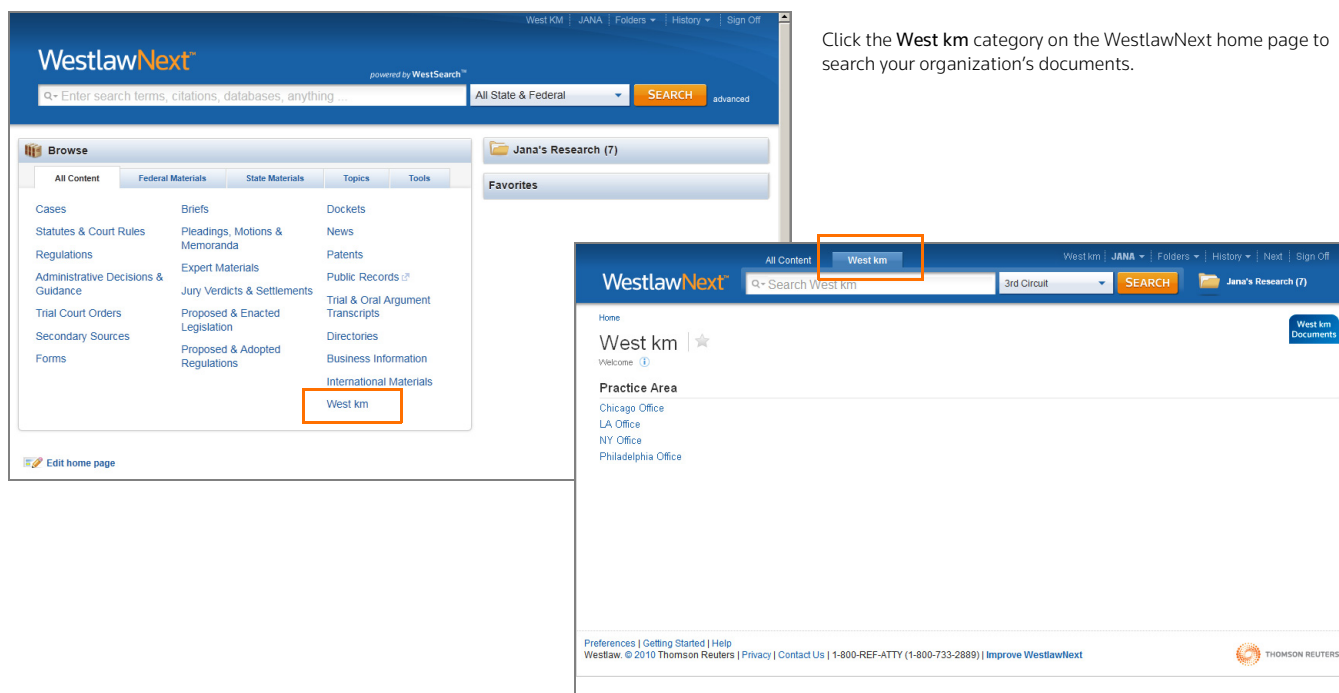 West KM | JANA | Folders | History | Sign Off
WestlawNext™
powered by WestSearch™
Enter search terms, citations, databases, anything ...
All State & Federal
SEARCH
advanced
Browse
All Content
Federal Materials
State Materials
Topics
Tools
Cases
Statutes & Court Rules
Regulations
Administrative Decisions &
Guidance
Trial Court Orders
Secondary Sources
Forms
Briefs
Pleadings, Motions &
Memoranda
Expert Materials
Jury Verdicts & Settlements
Proposed & Enacted
Legislation
Proposed & Adopted
Regulations
Dockets
News
Patents
Public Records
Trial & Oral Argument
Transcripts
Directories
Business Information
International Materials
West km
Jana's Research (7)
Favorites
Edit home page
Click the West km category on the WestlawNext home page to
search your organization's documents.
All Content
West km
West km | JANA | Folders | History | Next | Sign Off
WestlawNext™
Search West km
3rd Circuit
SEARCH
Jana's Research (7)
Home
West km
Welcome
West km
Documents
Practice Area
Chicago Office
LA Office
NY Office
Philadelphia Office
Preferences | Getting Started | Help
Westlaw. © 2010 Thomson Reuters | Privacy | Contact Us | 1-800-REF-ATTY (1-800-733-2889) | Improve WestlawNext
THOMSON REUTERS